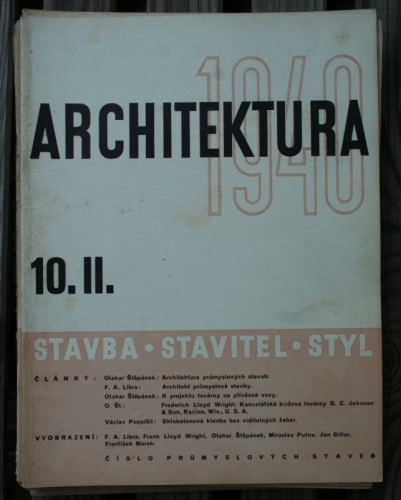 1940
1940
ARCHITEKTURA
10. II.
STAVBA · STAVITEL · STYL
ČLÁNKY: Otakar Štěpánek: Architektura průmyslových staveb.
F. A. Libra: Architekt průmyslové stavby.
Otakar Štěpánek: K projektu továrny na přívěsné vozy.
O. Št.: Frederick Lloyd Wright: Kancelářská budova továrny S. C. Johnson
& Son, Racine, Wis., U. S. A.
Václav Pospíšil: Sklobetonová klenba bez viditelných žeber.
VYOBRAZENÍ: F. A. Libra, Frank Lloyd Wright, Otakar Štěpánek, Miroslav Putna, Jan Gillar,
František Marek.
ČÍSLO PRŮMYSLOVÝCH STAVEB